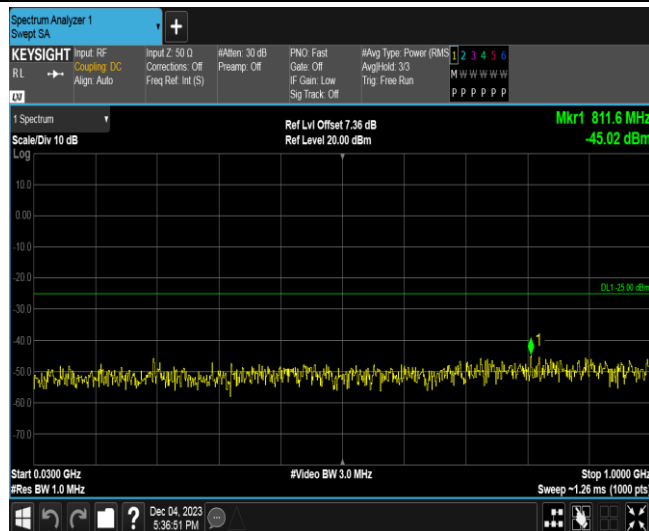 Spectrum Analyzer 1
Swept SA
+
KEYSIGHT
RL
LXI
Input: RF
Coupling: DC
Align: Auto
Input Z: 50 Ω
Corrections: Off
Freq Ref: Int (S)
#Atten: 30 dB
Preamp: Off
PNO: Fast
Gate: Off
IF Gain: Low
Sig Track: Off
#Avg Type: Power (RMS
Avg|Hold: 3/3
Trig: Free Run
1 2 3 4 5 6
M W W W W W
P P P P P P
1 Spectrum
Scale/Div 10 dB
Ref Lvl Offset 7.36 dB
Ref Level 20.00 dBm
Mkr1 811.6 MHz
-45.02 dBm
Log
10.0
0.00
-10.0
-20.0
DL1 -25.00 dBm
-30.0
-40.0
1
-50.0
-60.0
-70.0
Start 0.0300 GHz
#Res BW 1.0 MHz
#Video BW 3.0 MHz
Stop 1.0000 GHz
Sweep ~1.26 ms (1000 pts)
?
Dec 04, 2023
5:36:51 PM